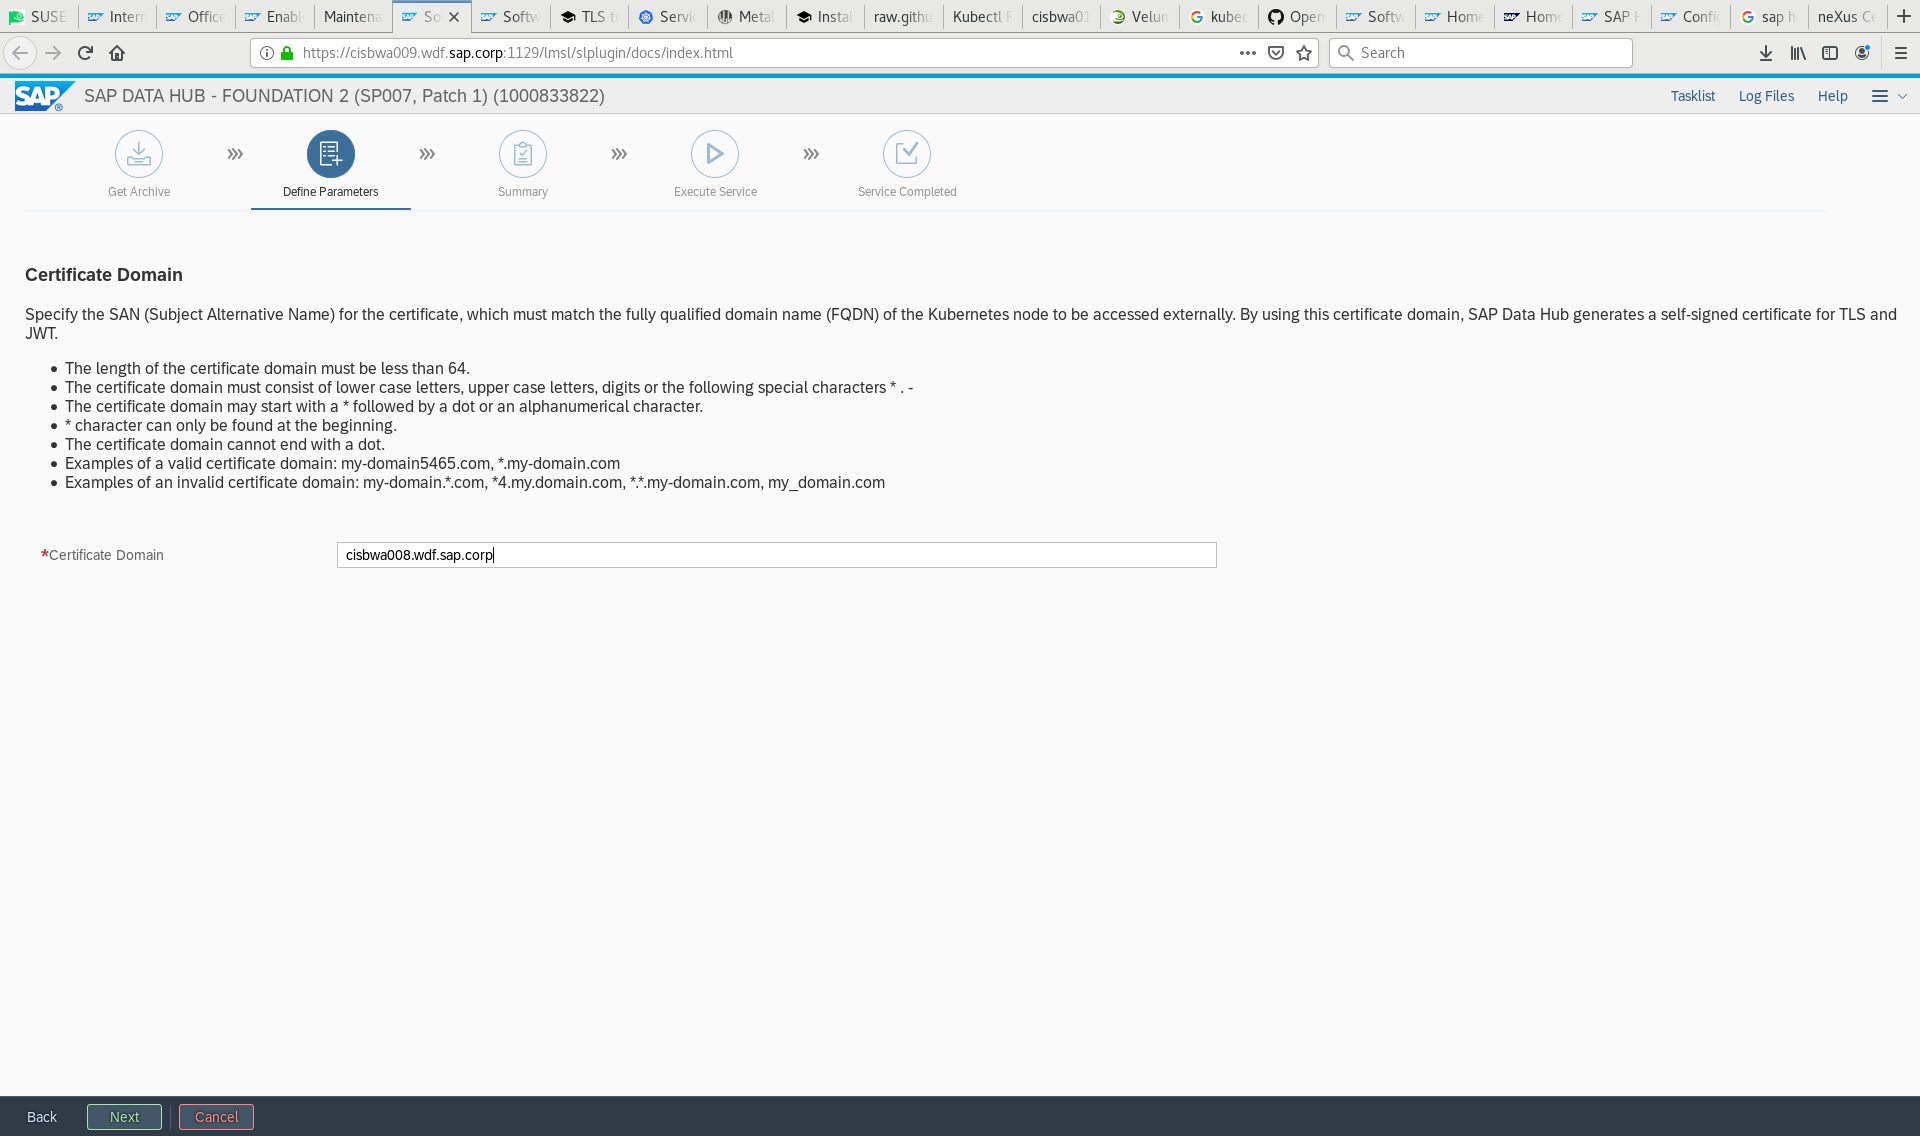 SUSE Intern Office Enabl Maintena So Softw TLS t Servic Metal Instal raw.githu Kubectl cisbwa01 Velum kubec Open Softw Home Home SAP H Config sap h neXus Ce
https://cisbwa009.wdf.sap.corp:1129/lmsl/slplugin/docs/index.html
Search
SAP SAP DATA HUB - FOUNDATION 2 (SP007, Patch 1) (1000833822)
Tasklist Log Files Help
Get Archive Define Parameters Summary Execute Service Service Completed
Certificate Domain
Specify the SAN (Subject Alternative Name) for the certificate, which must match the fully qualified domain name (FQDN) of the Kubernetes node to be accessed externally. By using this certificate domain, SAP Data Hub generates a self-signed certificate for TLS and
JWT.
• The length of the certificate domain must be less than 64.
• The certificate domain must consist of lower case letters, upper case letters, digits or the following special characters * . -
• The certificate domain may start with a * followed by a dot or an alphanumerical character.
• * character can only be found at the beginning.
• The certificate domain cannot end with a dot.
• Examples of a valid certificate domain: my-domain5465.com, *.my-domain.com
• Examples of an invalid certificate domain: my-domain.*.com, *4.my.domain.com, *.*.my-domain.com, my_domain.com
*Certificate Domain
cisbwa008.wdf.sap.corp
Back Next Cancel